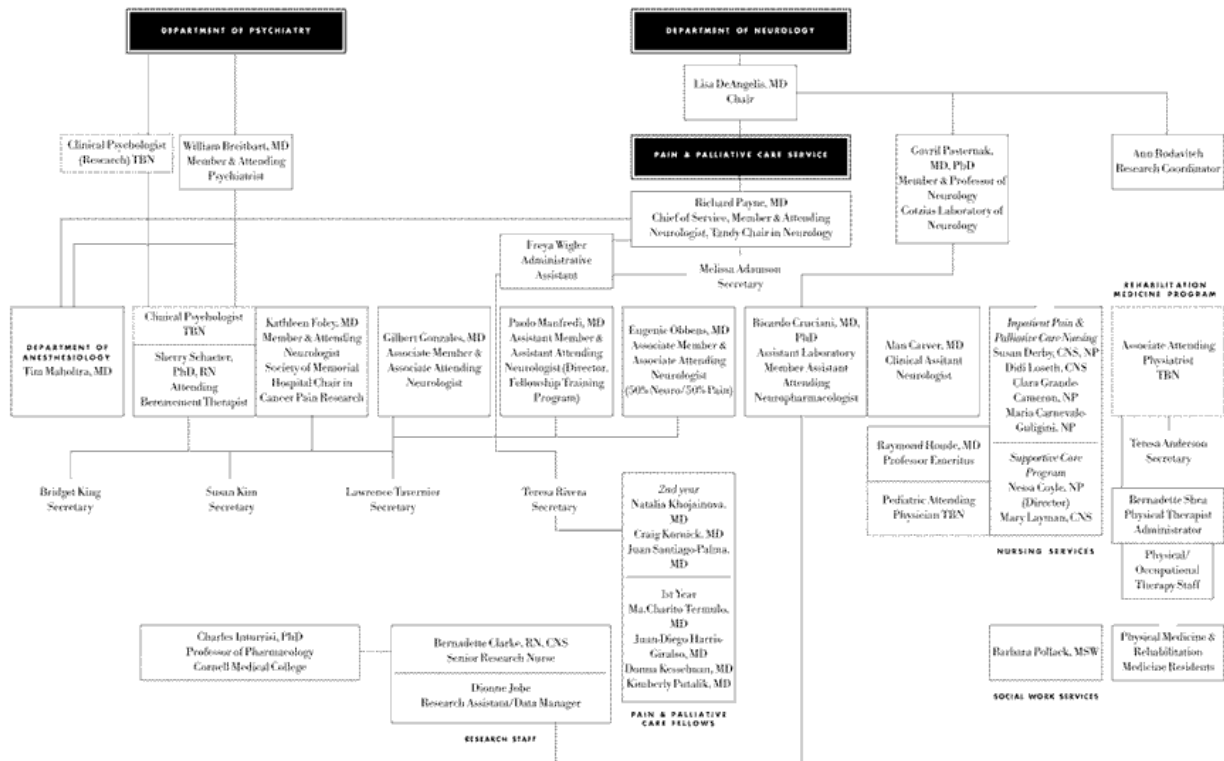 DEPARTMENT OF PSYCHIATRY
DEPARTMENT OF NEUROLOGY
Lisa DeAngelis, MD
Chair
Clinical Psychologist
(Research) TBN
William Breitbart, MD
Member & Attending
Psychiatrist
PAIN & PALLIATIVE CARE SERVICE
Gavril Pasternak,
MD, PhD
Member & Professor of
Neurology
Cotzias Laboratory of
Neurology
Ann Rodavitch
Research Coordinator
Richard Payne, MD
Chief of Service, Member & Attending
Neurologist, Tandy Chair in Neurology
Freya Wigler
Administrative
Assistant
Melissa Adamson
Secretary
REHABILITATION
MEDICINE PROGRAM
DEPARTMENT OF
ANESTHESIOLOGY
Tim Maholtra, MD
Clinical Psychologist
TBN
Sherry Schacter,
PhD, RN
Attending
Bereavement Therapist
Kathleen Foley, MD
Member & Attending
Neurologist
Society of Memorial
Hospital Chair in
Cancer Pain Research
Gilbert Gonzales, MD
Associate Member &
Associate Attending
Neurologist
Paolo Manfredi, MD
Assistant Member &
Assistant Attending
Neurologist (Director,
Fellowship Training
Program)
Eugenie Obbens, MD
Associate Member &
Associate Attending
Neurologist
(50% Neuro/50% Pain)
Ricardo Cruciani, MD,
PhD
Assistant Laboratory
Member Assistant
Attending
Neuropharmacologist
Alan Carver, MD
Clinical Assitant
Neurologist
Inpatient Pain &
Palliative Care Nursing
Susan Derby, CNS, NP
Didi Loseth, CNS
Clara Grande-
Cameron, NP
Maria Carnevale-
NP
Associate Attending
Physiatrist
TBN
Raymond Houde, MD
Professor Emeritus
Supportive Care
Program
Nessa Coyle, NP
(Director)
Mary Layman, CNS
Teresa Anderson
Secretary
Bridget King
Secretary
Susan Kim
Secretary
Lawrence Tavernier
Secretary
Teresa Rivera
Secretary
2nd year
Natalia Khojainova,
MD
Craig Kornick, MD
Juan Santiago-Palma,
MD
Pediatric Attending
Physician TBN
Bernadette Shea
Physical Therapist
Administrator
NURSING SERVICES
Physical/
Occupational
Therapy Staff
1st Year
Ma.Charito Termulo,
MD
Juan-Diego Harris-
MD
Donna Kesselman, MD
Kimberly MD
Charles Inturrisi, PhD
Professor of Pharmacology
Cornell Medical College
Bernadette Clarke, RN, CNS
Senior Research Nurse
Dionne Jobe
Research Assistant/Data Manager
Barbara Pollack, MSW
Physical Medicine &
Rehabilitation
Medicine Residents
SOCIAL WORK SERVICES
PAIN & PALLIATIVE
CARE FELLOWS
RESEARCH STAFF